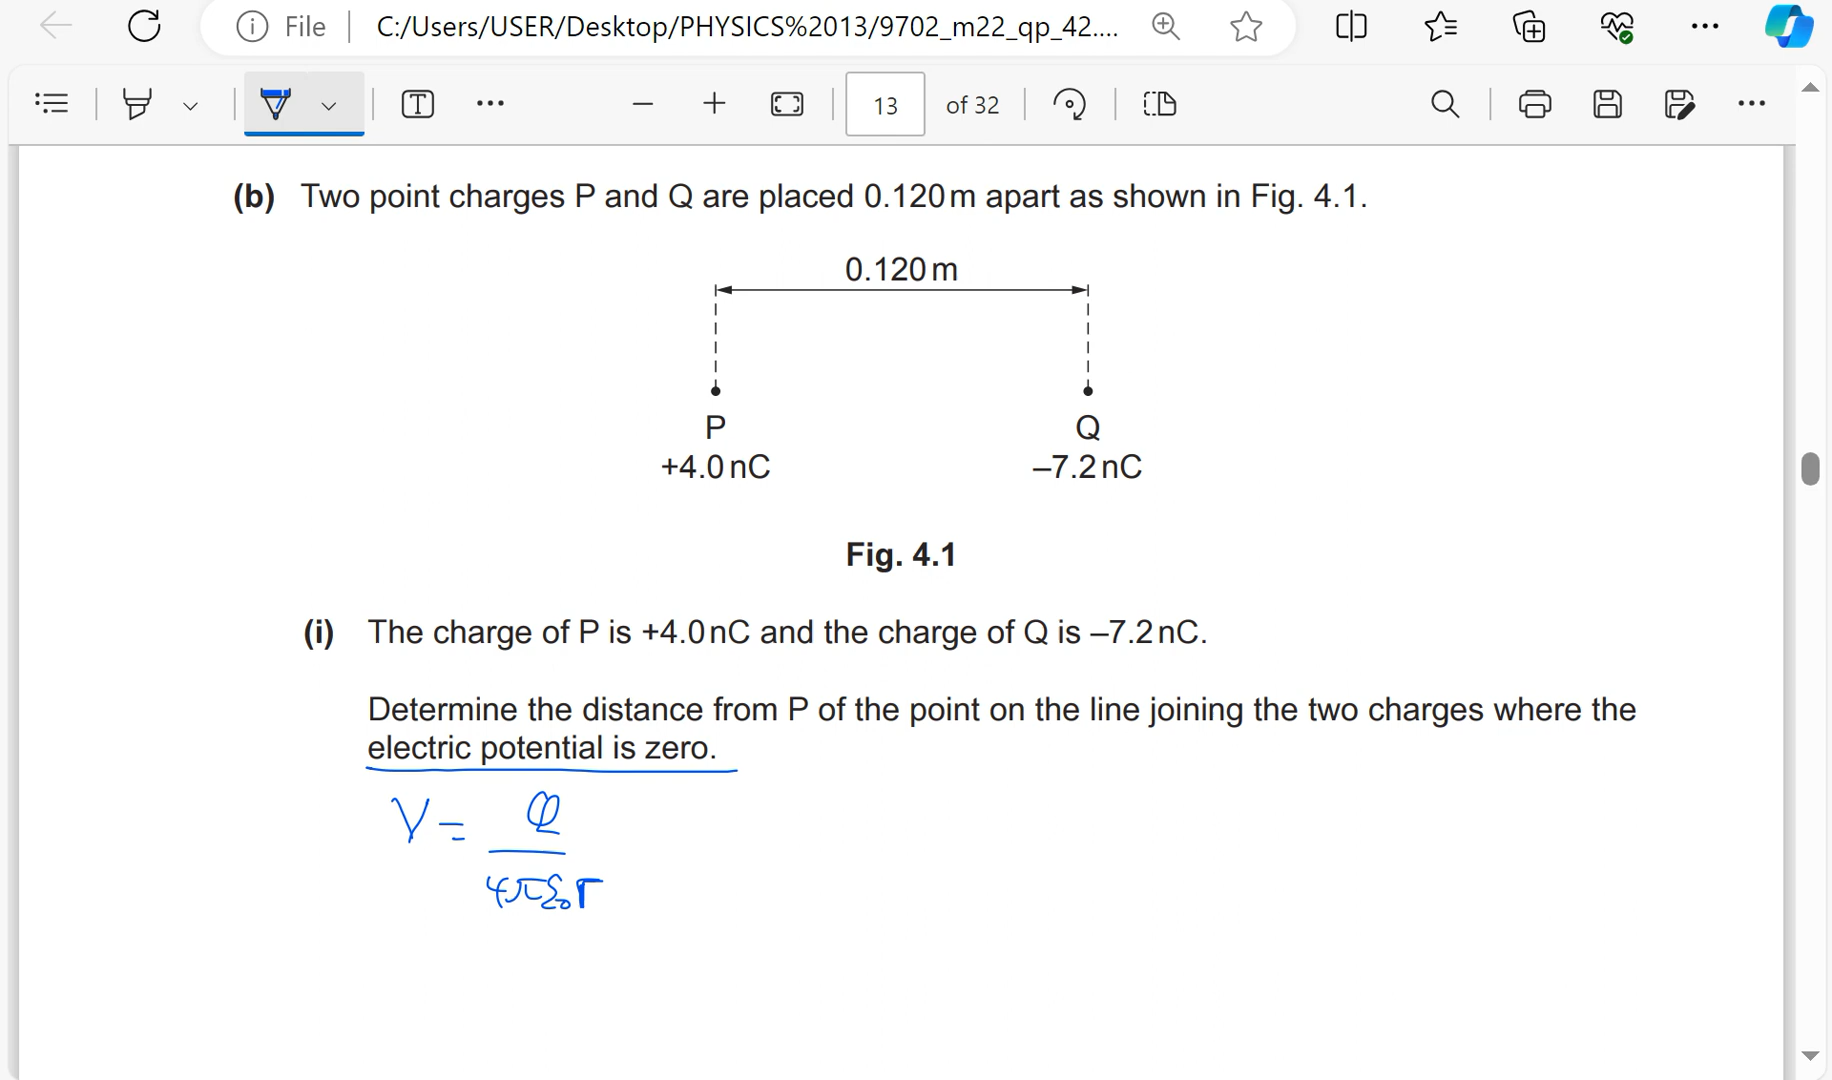 File C:/Users/USER/Desktop/PHYSICS%2013/9702_m22_qp_42....
13 of 32
(b) Two point charges P and Q are placed 0.120 m apart as shown in Fig. 4.1.
0.120 m
P Q
+4.0 nC –7.2 nC
Fig. 4.1
(i) The charge of P is +4.0 nC and the charge of Q is –7.2 nC.
Determine the distance from P of the point on the line joining the two charges where the
electric potential is zero.
V = Q
4πε₀r